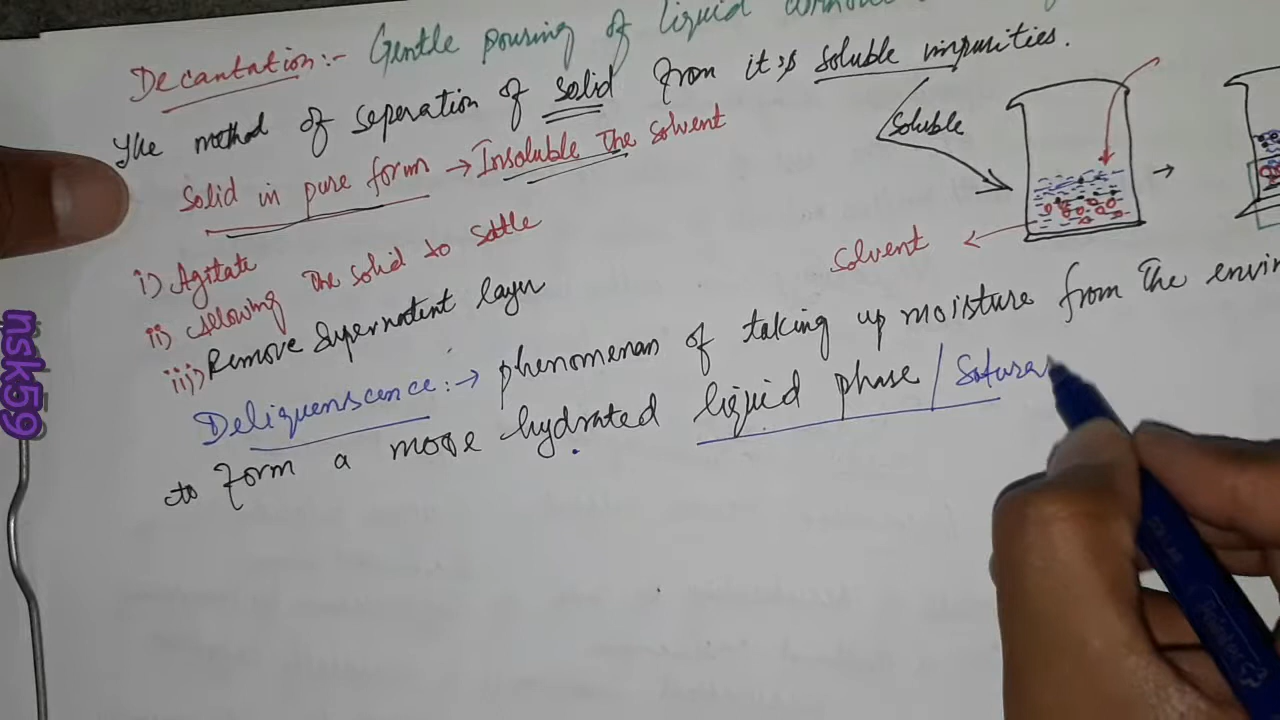 Decantation:- Gentle pouring of liquid
The method of seperation of solid from it;s soluble impurities.
Solid in pure form → Insoluble The solvent
Soluble
i) Agitate
ii) Allowing The solid to settle
iii) Remove Supernatent layer
solvent
Deliquenscence:→ phenomenan of taking up moisture from The envir
to form a more hydrated liquid phase / Satura
nsk59